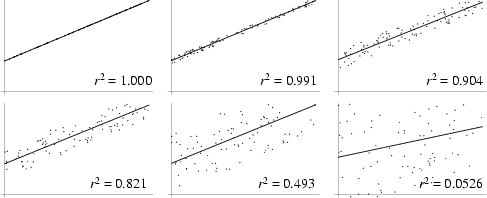 r² = 1.000
r² = 0.991
r² = 0.904
r² = 0.821
r² = 0.493
r² = 0.0526